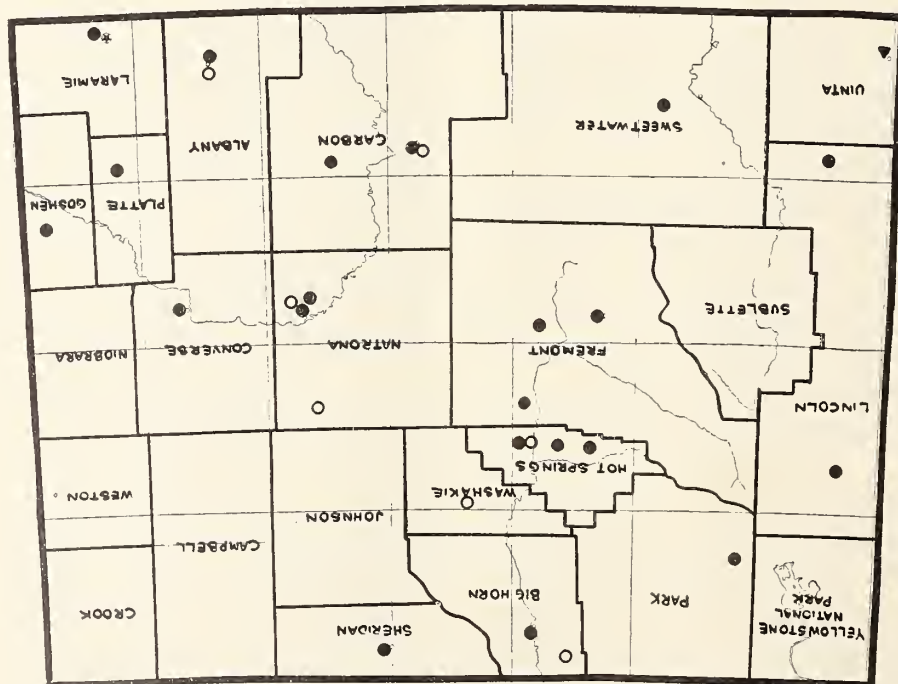 YELLOWSTONE
NATIONAL
PARK
PARK
BIG HORN
SHERIDAN
CROOK
JOHNSON
CAMPBELL
WESTON
WASHAKIE
HOT SPRINGS
LINCOLN
FREMONT
NATRONA
CONVERSE
NIOBRARA
SUBLETTE
GOSHEN
PLATTE
ALBANY
CARBON
SWEETWATER
UINTA
LARAMIE